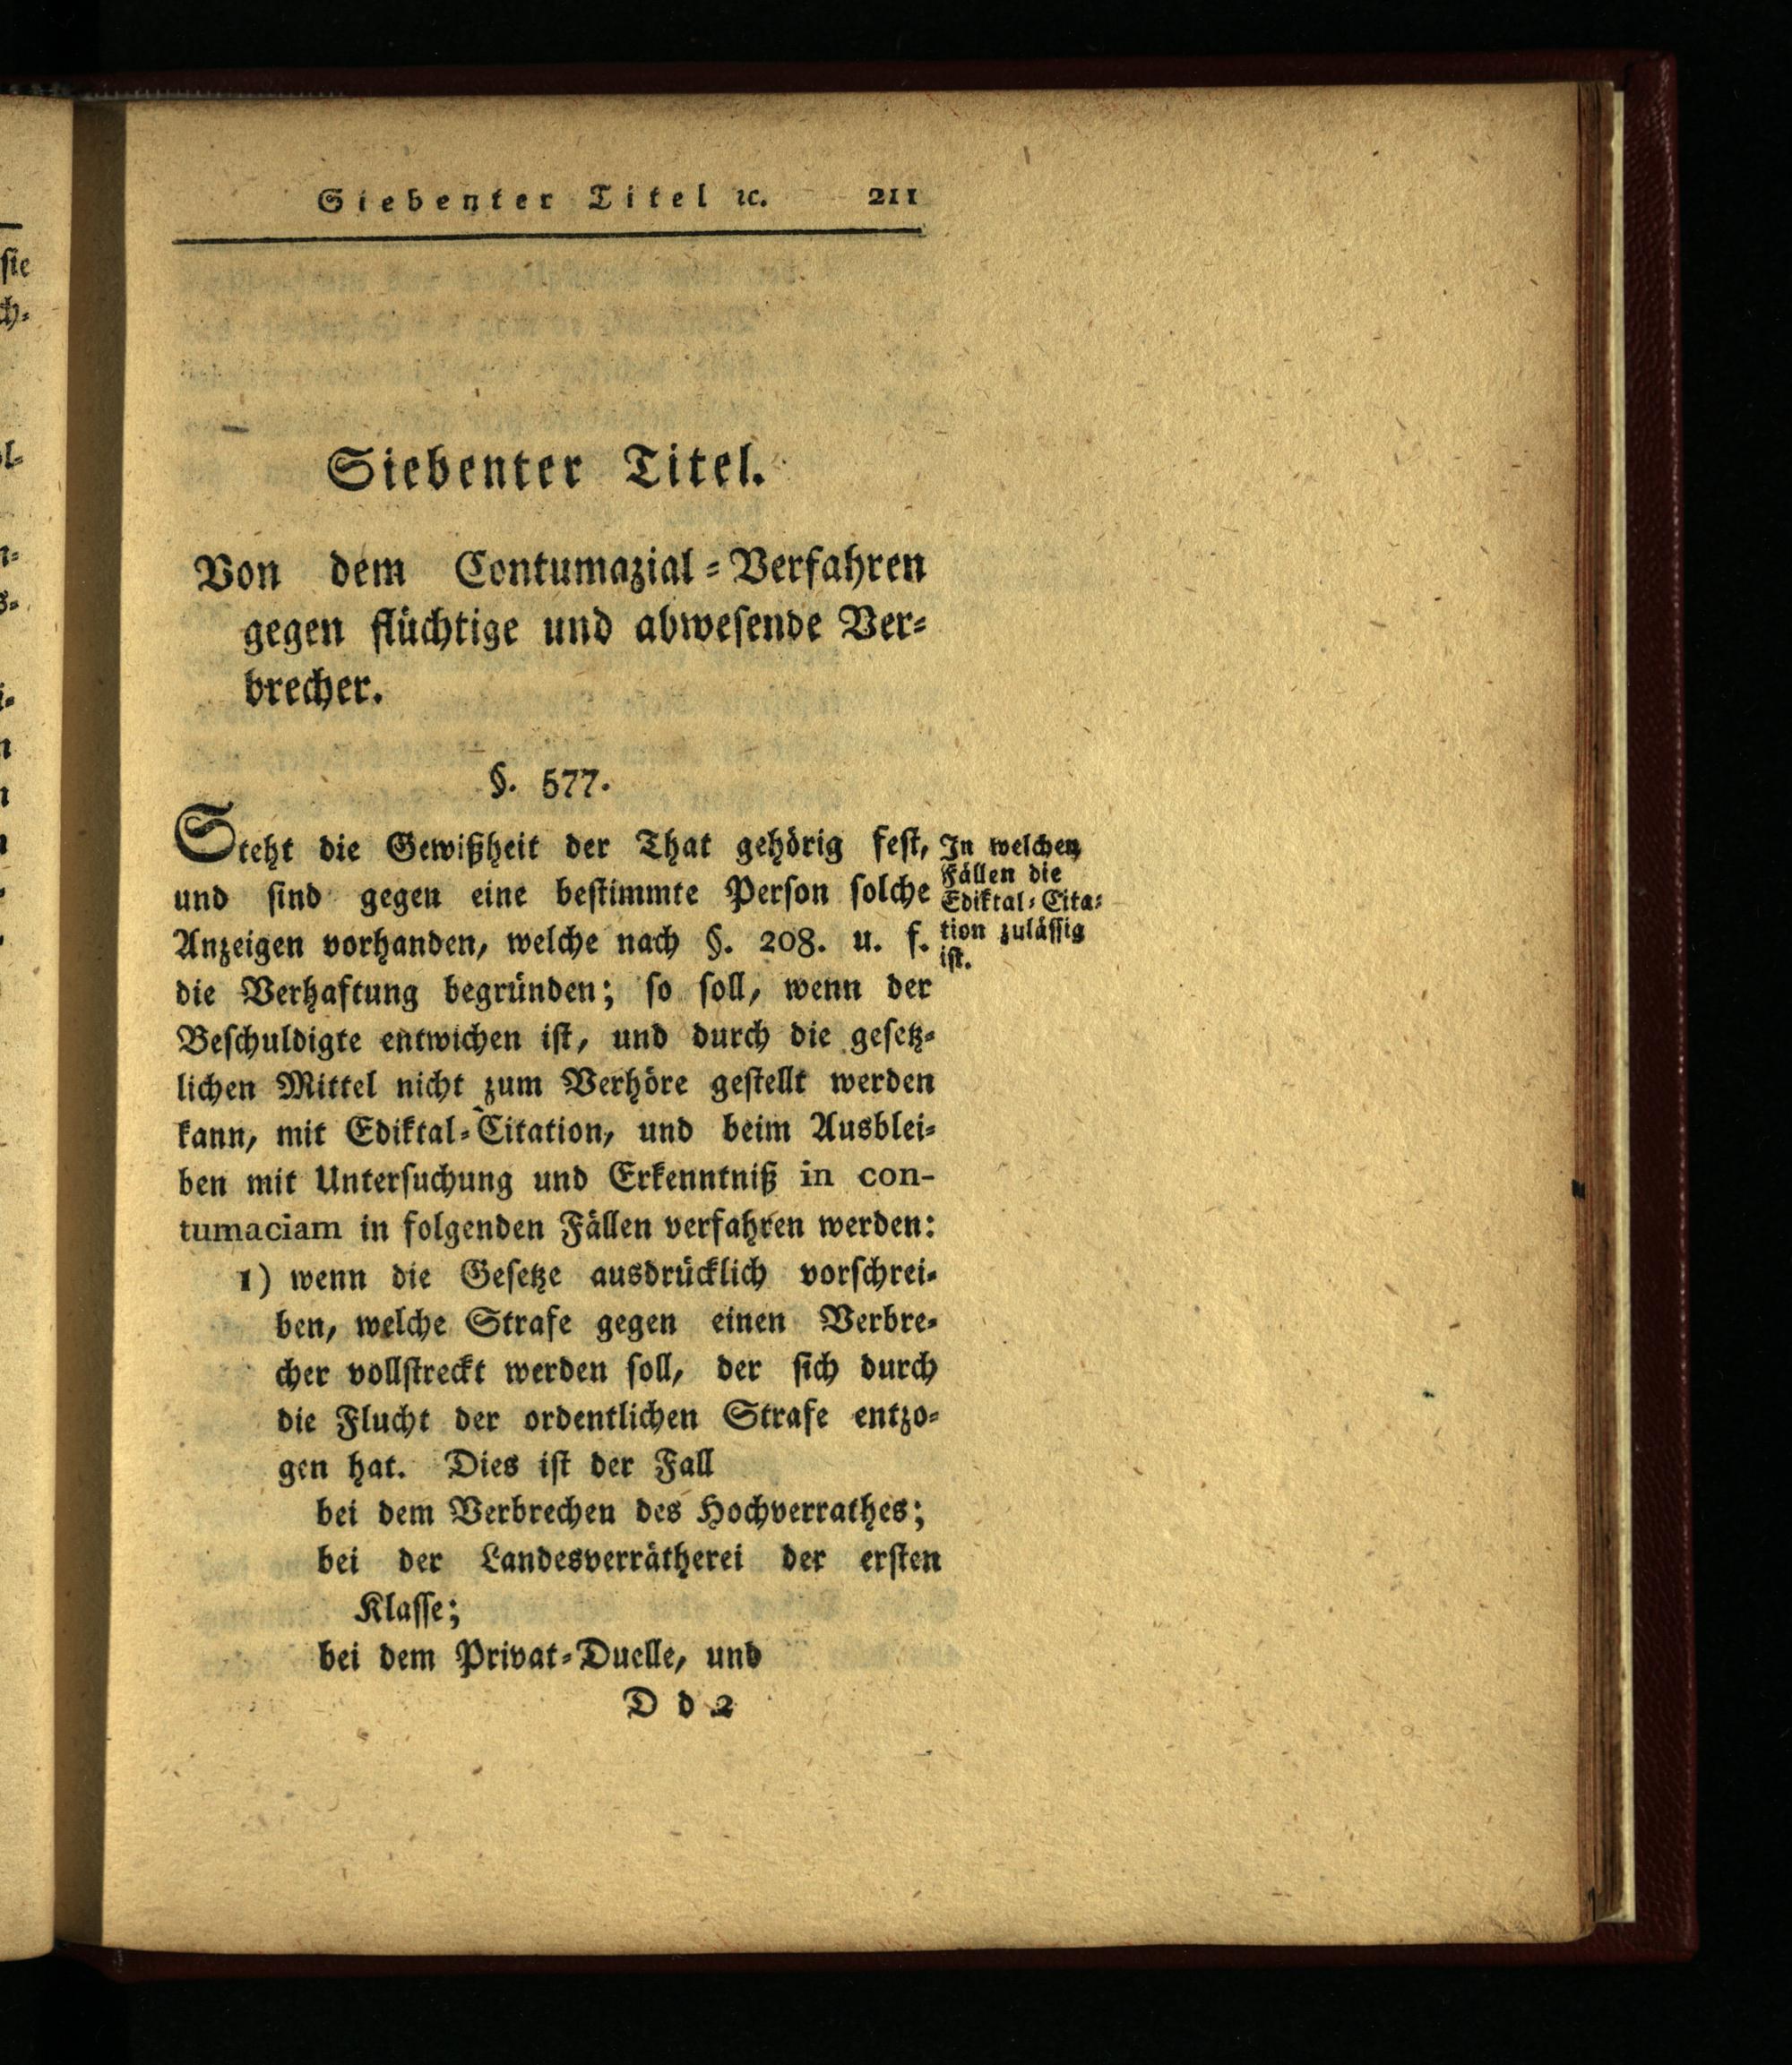 Siebenter Titel ꝛc. 211
Siebenter Titel.
Von dem Contumazial-Verfahren
gegen flüchtige und abwesende Ver-
brecher.
§. 577.
Steht die Gewißheit der That gehörig fest,
und sind gegen eine bestimmte Person solche
Anzeigen vorhanden, welche nach §. 208. u. f.
die Verhaftung begründen; so soll, wenn der
Beschuldigte entwichen ist, und durch die gesetz-
lichen Mittel nicht zum Verhöre gestellt werden
kann, mit Ediktal-Citation, und beim Ausblei-
ben mit Untersuchung und Erkenntniß in con-
tumaciam in folgenden Fällen verfahren werden:
1) wenn die Gesetze ausdrücklich vorschrei-
ben, welche Strafe gegen einen Verbre-
cher vollstreckt werden soll, der sich durch
die Flucht der ordentlichen Strafe entzo-
gen hat. Dies ist der Fall
bei dem Verbrechen des Hochverrathes;
bei der Landesverrätherei der ersten
Klasse;
bei dem Privat-Duelle, und
D d 2
In welchen
Fällen die
Ediktal-Cita-
tion zulässig
ist.